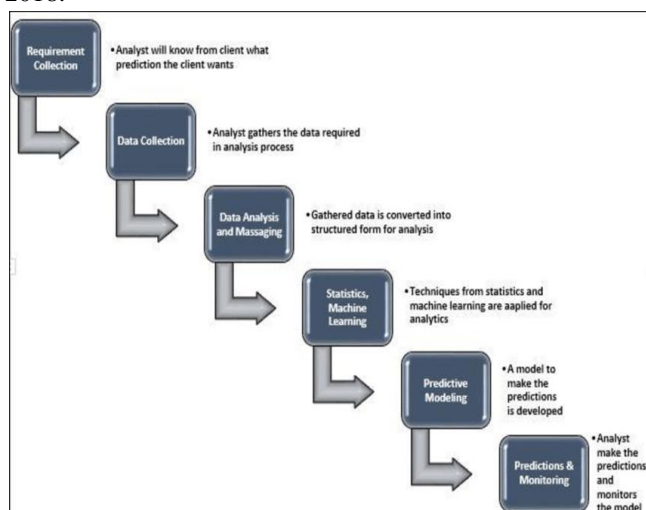 2018.
Requirement
Collection
•Analyst will know from client what
prediction the client wants
Data Collection
•Analyst gathers the data required
in analysis process
Data Analysis
and Massaging
•Gathered data is converted into
structured form for analysis
Statistics,
Machine
Learning
•Techniques from statistics and
machine learning are aaplied for
analytics
Predictive
Modeling
•A model to
make the
predictions
is developed
Predictions &
Monitoring
•Analyst
make the
predictions
and
monitors
the model